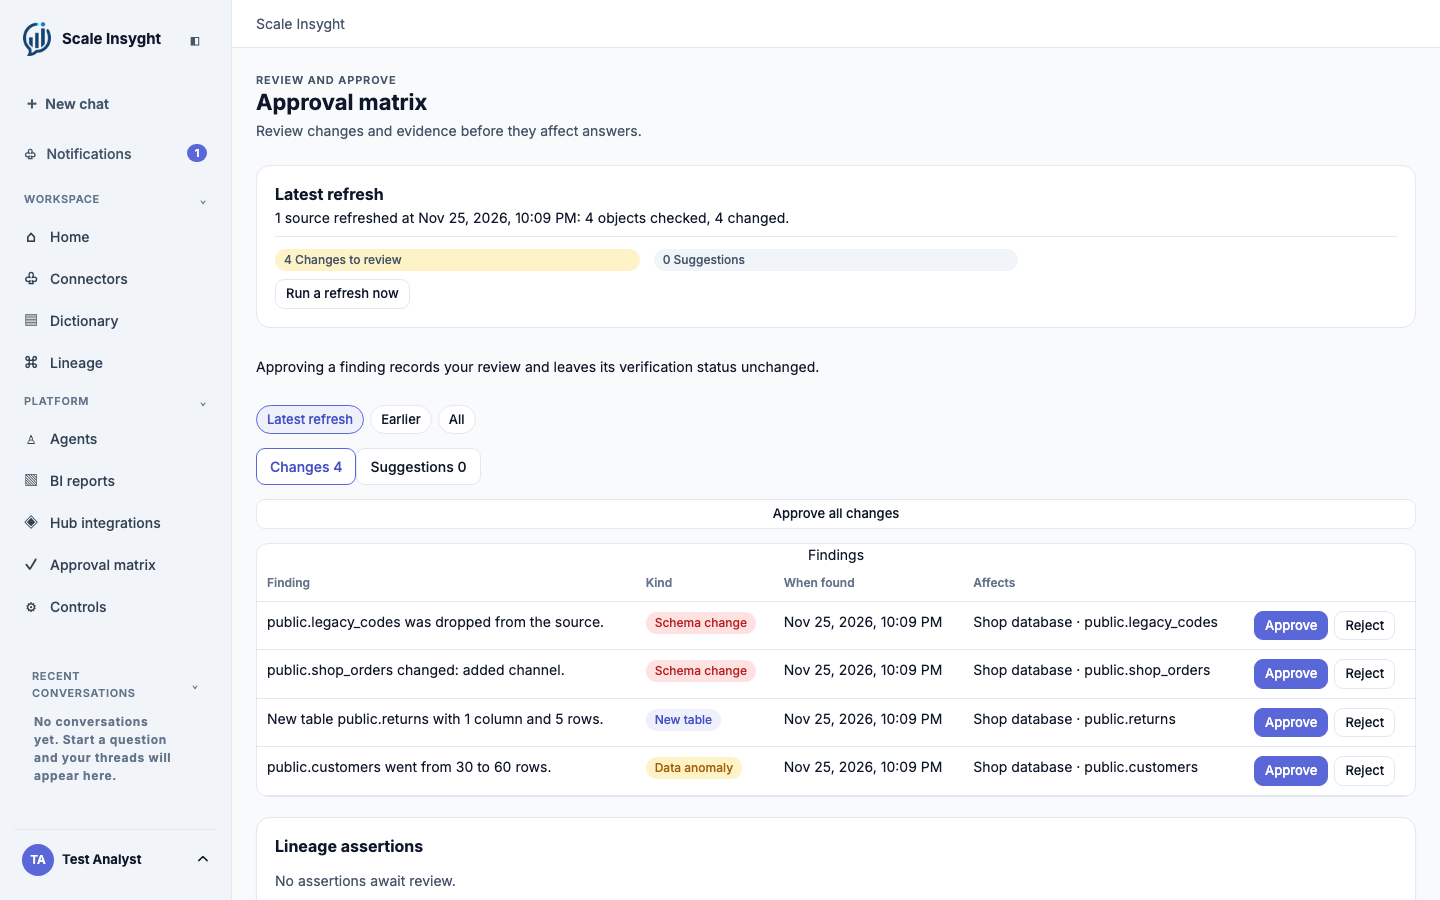 Scale Insyght
New chat
Notifications
1
WORKSPACE
Home
Connectors
Dictionary
Lineage
PLATFORM
Agents
BI reports
Hub integrations
Approval matrix
Controls
RECENT
CONVERSATIONS
No conversations
yet. Start a question
and your threads will
appear here.
TA
Test Analyst
Scale Insyght
REVIEW AND APPROVE
Approval matrix
Review changes and evidence before they affect answers.
Latest refresh
1 source refreshed at Nov 25, 2026, 10:09 PM: 4 objects checked, 4 changed.
4 Changes to review
0 Suggestions
Run a refresh now
Approving a finding records your review and leaves its verification status unchanged.
Latest refresh Earlier All
Changes 4 Suggestions 0
Approve all changes
Findings
Finding Kind When found Affects
public.legacy_codes was dropped from the source. Schema change Nov 25, 2026, 10:09 PM Shop database · public.legacy_codes Approve Reject
public.shop_orders changed: added channel. Schema change Nov 25, 2026, 10:09 PM Shop database · public.shop_orders Approve Reject
New table public.returns with 1 column and 5 rows. New table Nov 25, 2026, 10:09 PM Shop database · public.returns Approve Reject
public.customers went from 30 to 60 rows. Data anomaly Nov 25, 2026, 10:09 PM Shop database · public.customers Approve Reject
Lineage assertions
No assertions await review.